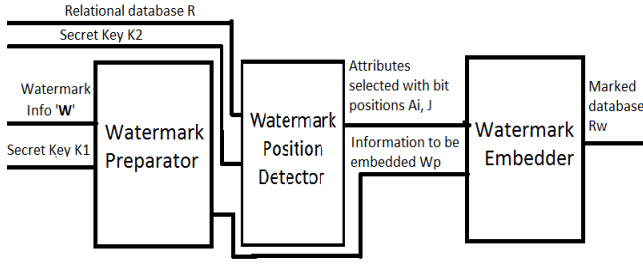 Relational database R
Secret Key K2
Watermark
Info 'W'
Secret Key K1
Watermark
Preparator
Watermark
Position
Detector
Attributes
selected with bit
positions Ai, J
Information to be
embedded Wp
Watermark
Embedder
Marked
database
Rw